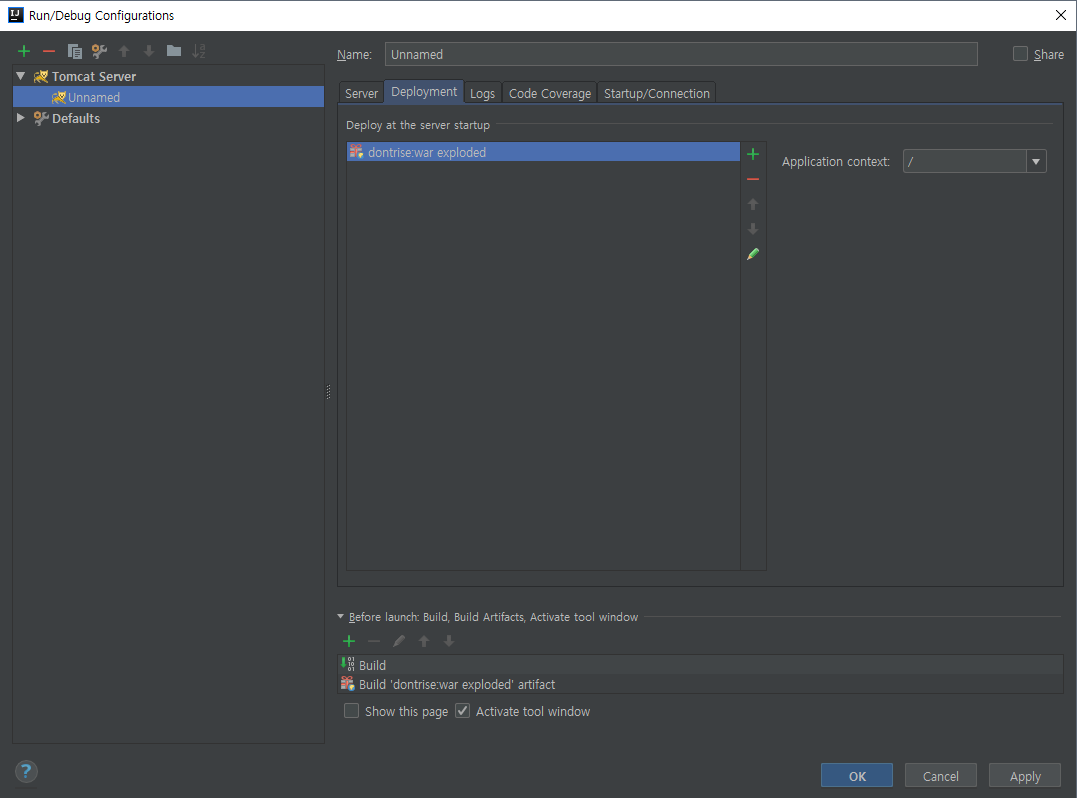 Run/Debug Configurations
Tomcat Server
Unnamed
Defaults
Name: Unnamed Share
Server Deployment Logs Code Coverage Startup/Connection
Deploy at the server startup
dontrise:war exploded
Application context: /
Before launch: Build, Build Artifacts, Activate tool window
Build
Build 'dontrise:war exploded' artifact
Show this page Activate tool window
? OK Cancel Apply